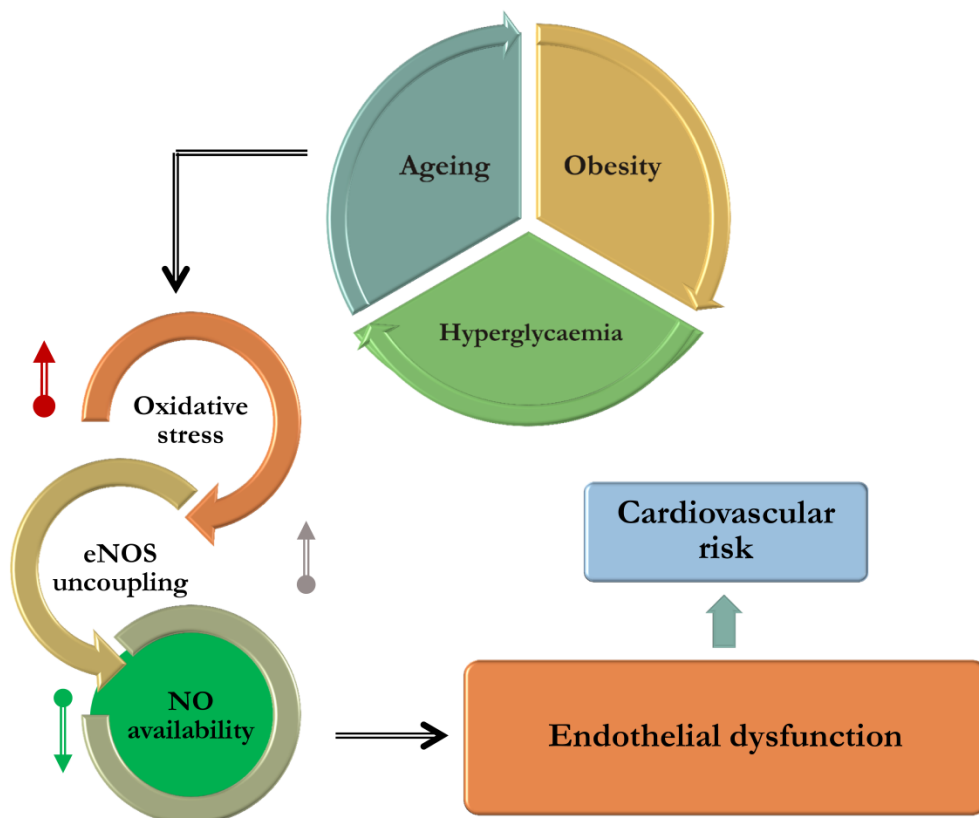 Ageing
Obesity
Hyperglycaemia
Oxidative
stress
eNOS
uncoupling
NO
availability
Cardiovascular
risk
Endothelial dysfunction